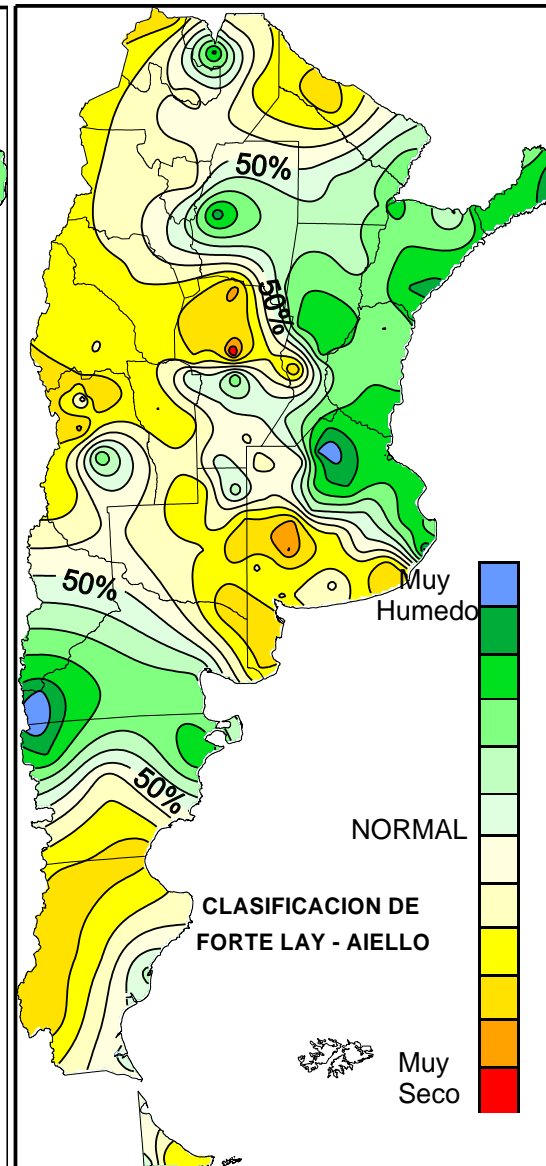 50%
50%
50%
Muy
Humedo
50%
NORMAL
CLASIFICACION DE
FORTE LAY - AIELLO
Muy
Seco